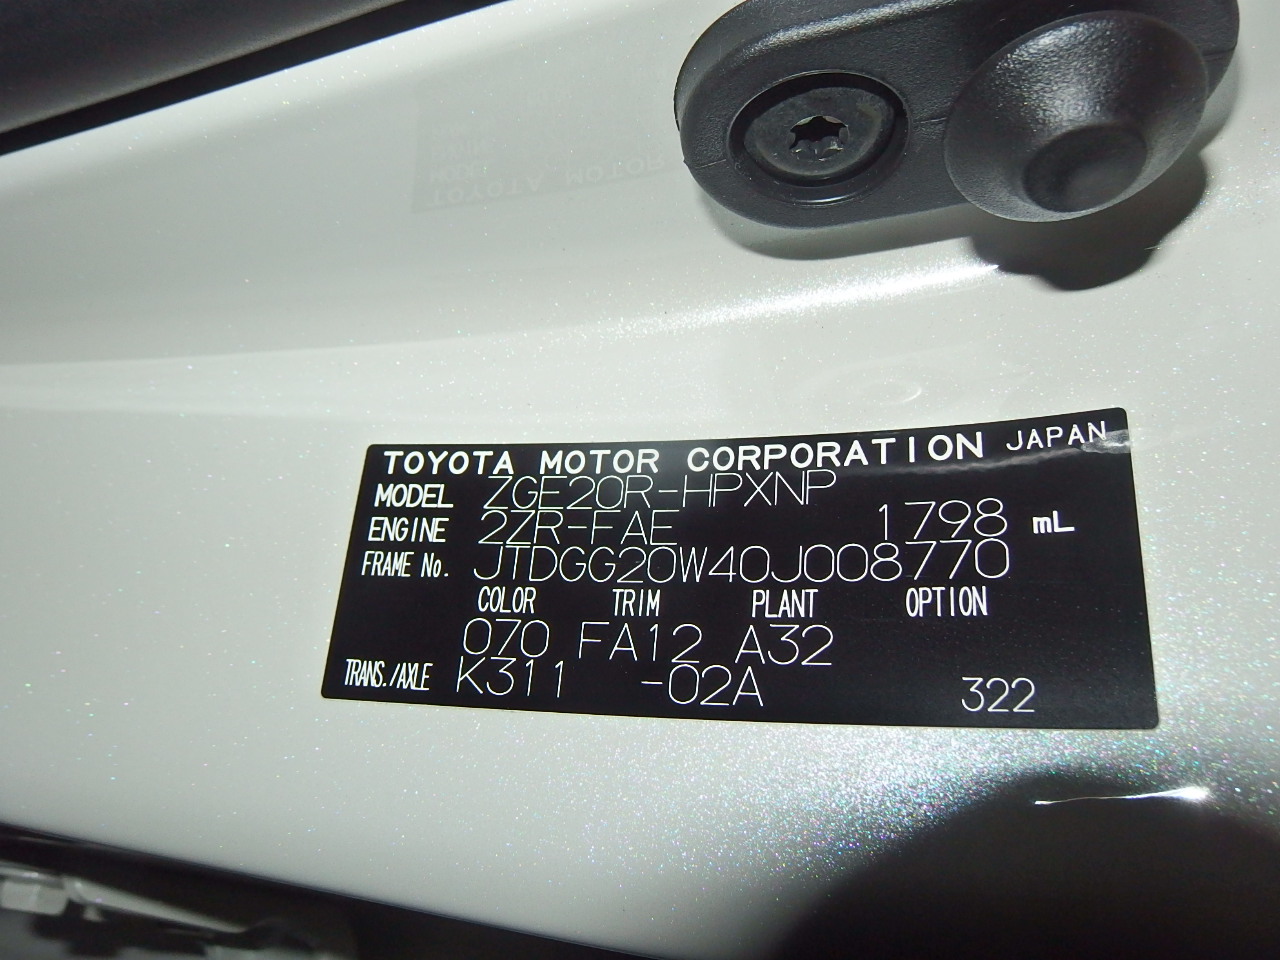 TOYOTA MOTOR CORPORATION JAPAN
MODEL ZGE20R-HPXNP
ENGINE 2ZR-FAE 1798 mL
FRAME No. JTDGG20W40J008770
COLOR TRIM PLANT OPTION
070 FA12 A32
TRANS./AXLE K311 -02A 322